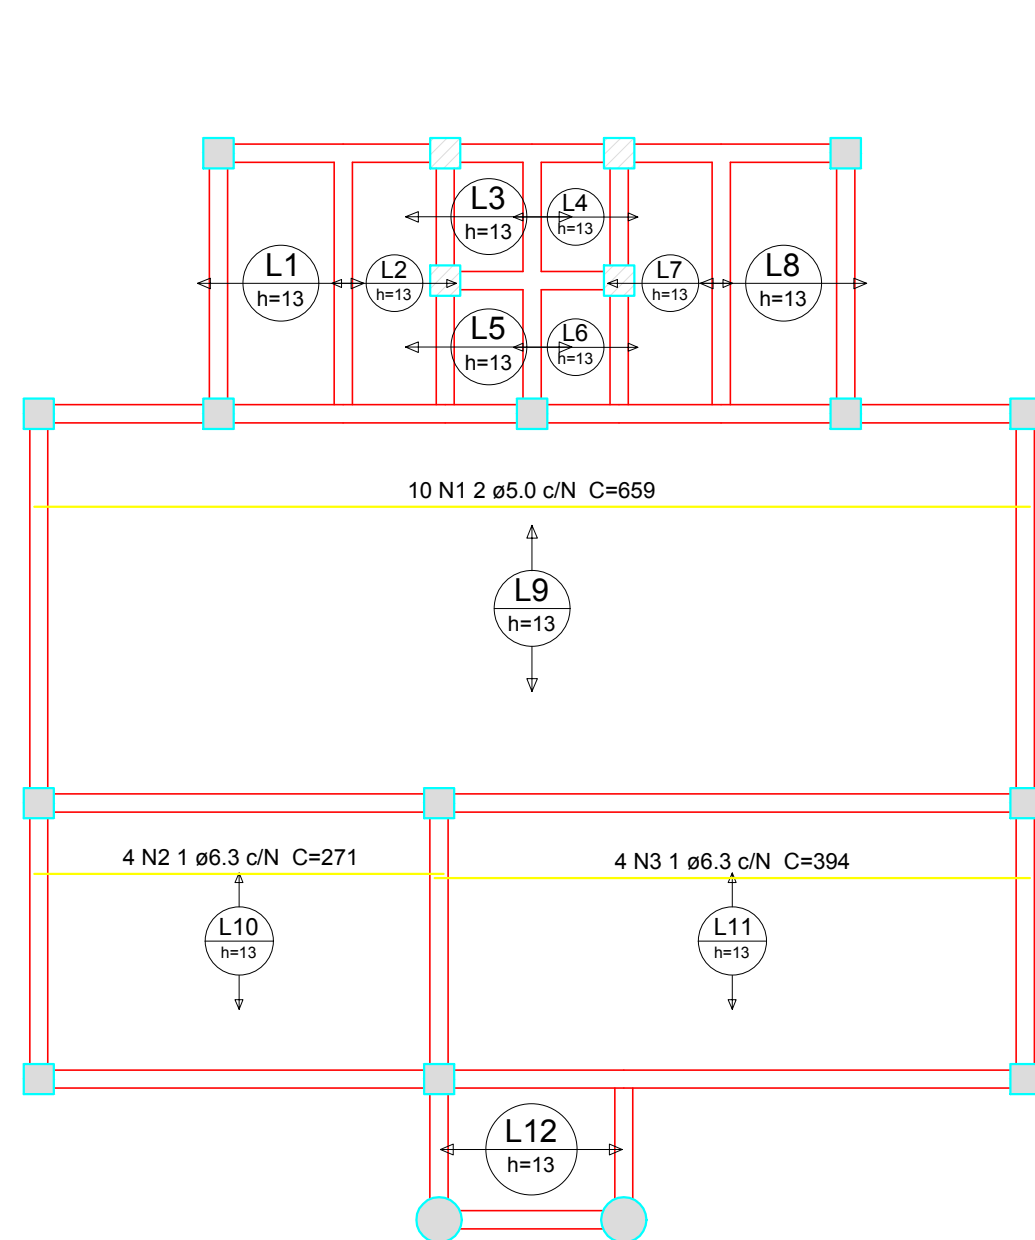 L3
h=13
L4
h=13
L1
h=13
L2
h=13
L7
h=13
L8
h=13
L5
h=13
L6
h=13
10 N1 2 ø5.0 c/N C=659
L9
h=13
4 N2 1 ø6.3 c/N C=271
4 N3 1 ø6.3 c/N C=394
L10
h=13
L11
h=13
L12
h=13